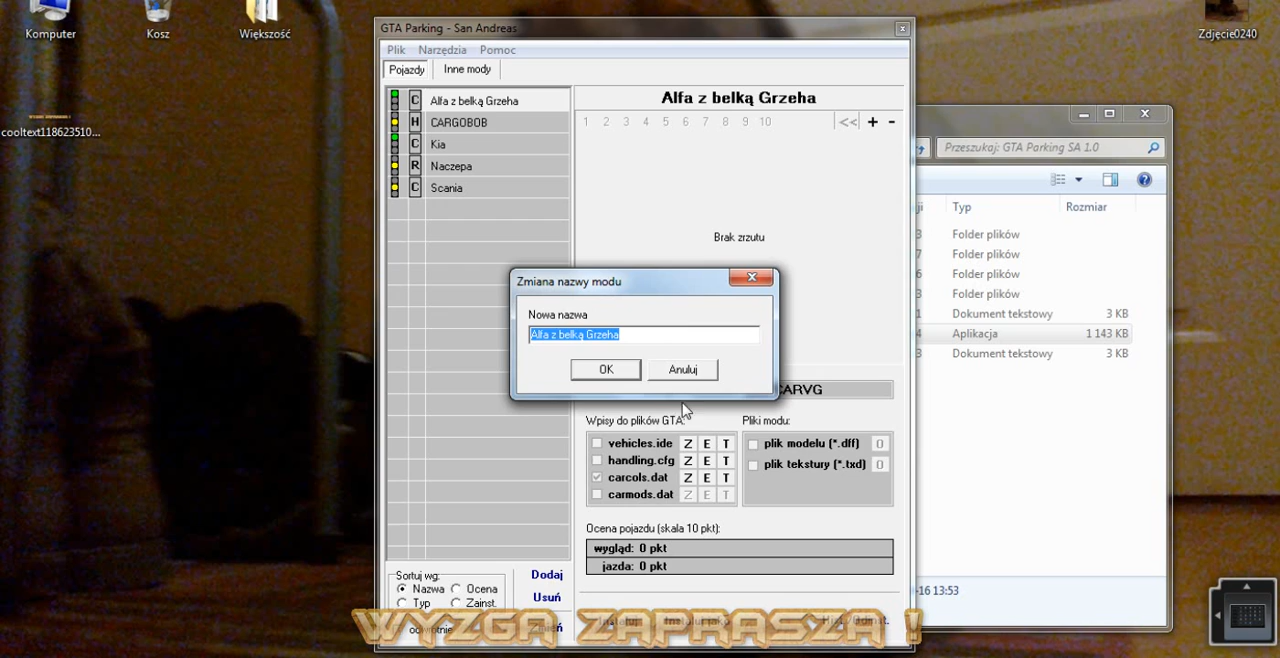 Komputer
Kosz
Większość
Zdjęcie0240
cooltext118623510...
GTA Parking - San Andreas
Plik Narzędzia Pomoc
Pojazdy Inne mody
C Alfa z belką Grzeha
H CARGOBOB
C Kia
R Naczepa
C Scania
Alfa z belką Grzeha
1 2 3 4 5 6 7 8 9 10 << + -
Brak zrzutu
Zmiana nazwy modu
Nowa nazwa
Alfa z belką Grzeha
OK Anuluj
CARVG
Wpisy do plików GTA:
vehicles.ide Z E T
handling.cfg Z E T
carcols.dat Z E T
carmods.dat Z E T
Pliki modu:
plik modelu (*.dff) 0
plik tekstury (*.txd) 0
Ocena pojazdu (skala 10 pkt):
wygląd: 0 pkt
jazda: 0 pkt
Sortuj wg:
Nazwa Ocena
Typ Zainst.
odwrotnie
Dodaj
Usuń
Zmień
WYZGA ZAPRASZA !
Przeszukaj: GTA Parking SA 1.0
Typ Rozmiar
Folder plików
Folder plików
Folder plików
Folder plików
Dokument tekstowy 3 KB
Aplikacja 1 143 KB
Dokument tekstowy 3 KB
-16 13:53